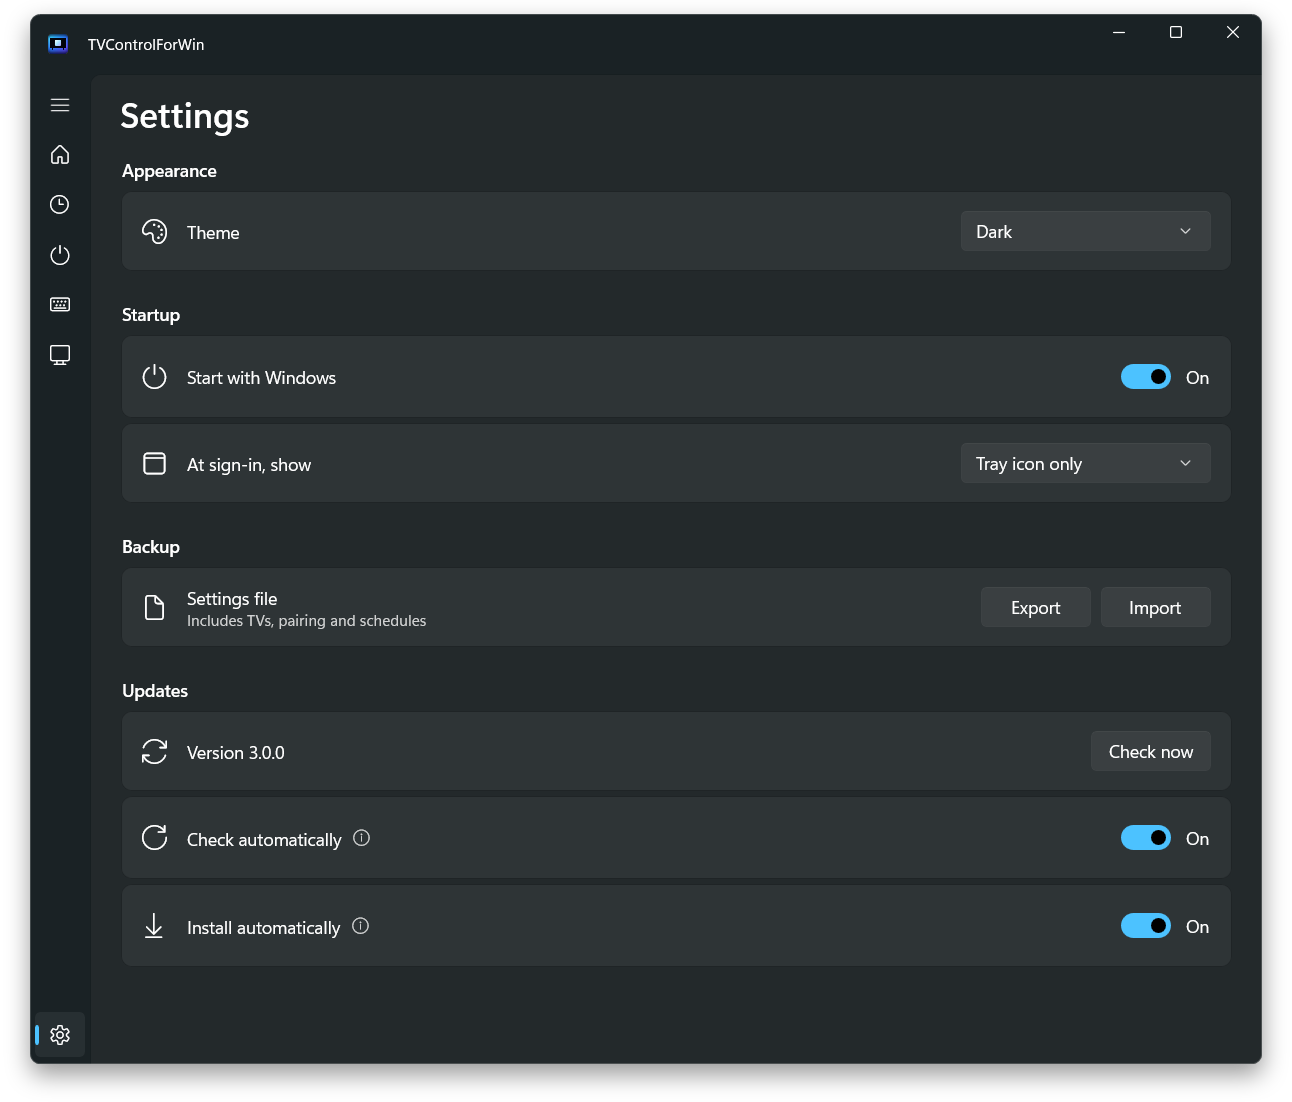 TVControlForWin
Settings
Appearance
Theme
Dark
Startup
Start with Windows
On
At sign-in, show
Tray icon only
Backup
Settings file
Includes TVs, pairing and schedules
Export
Import
Updates
Version 3.0.0
Check now
Check automatically
On
Install automatically
On